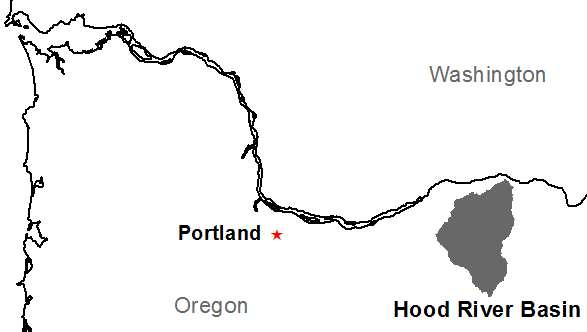 Washington
Portland
Oregon
Hood River Basin